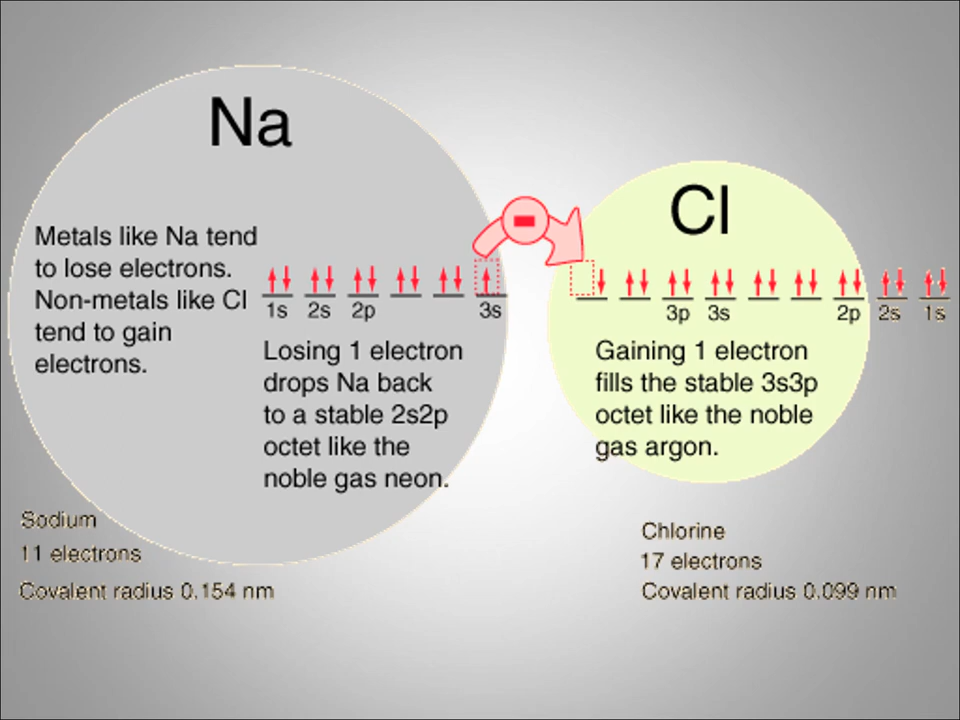 Na
Cl
Metals like Na tend
to lose electrons.
Non-metals like Cl
tend to gain
electrons.
1s 2s 2p 3s
3p 3s 2p 2s 1s
Losing 1 electron
drops Na back
to a stable 2s2p
octet like the
noble gas neon.
Gaining 1 electron
fills the stable 3s3p
octet like the noble
gas argon.
Sodium
11 electrons
Covalent radius 0.154 nm
Chlorine
17 electrons
Covalent radius 0.099 nm